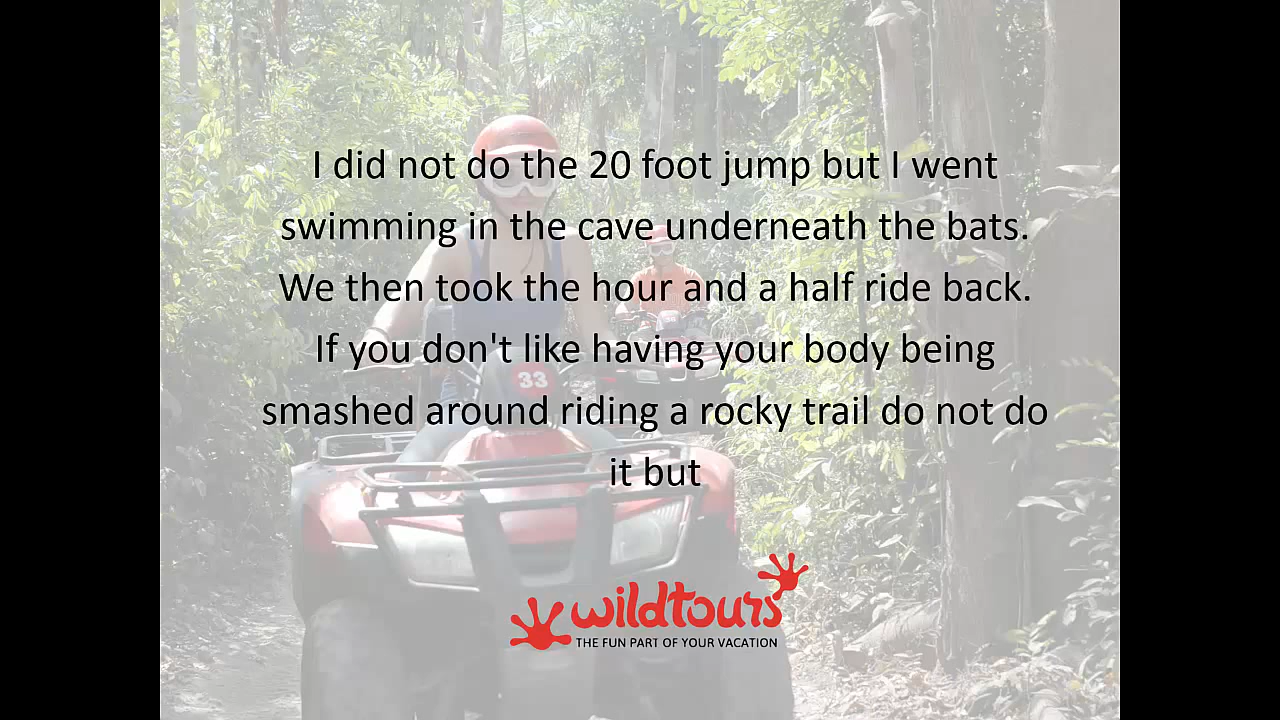 I did not do the 20 foot jump but I went
swimming in the cave underneath the bats.
We then took the hour and a half ride back.
If you don't like having your body being
smashed around riding a rocky trail do not do
it but
33
wildtours
THE FUN PART OF YOUR VACATION